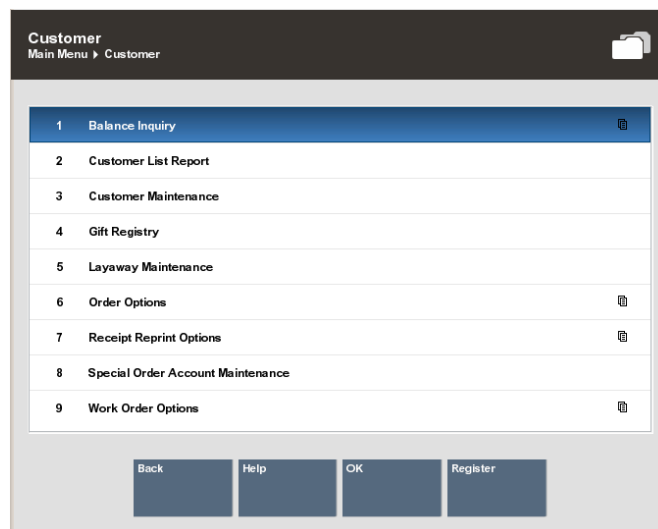 Customer
Main Menu ▸ Customer
1 Balance Inquiry
2 Customer List Report
3 Customer Maintenance
4 Gift Registry
5 Layaway Maintenance
6 Order Options
7 Receipt Reprint Options
8 Special Order Account Maintenance
9 Work Order Options
Back Help OK Register